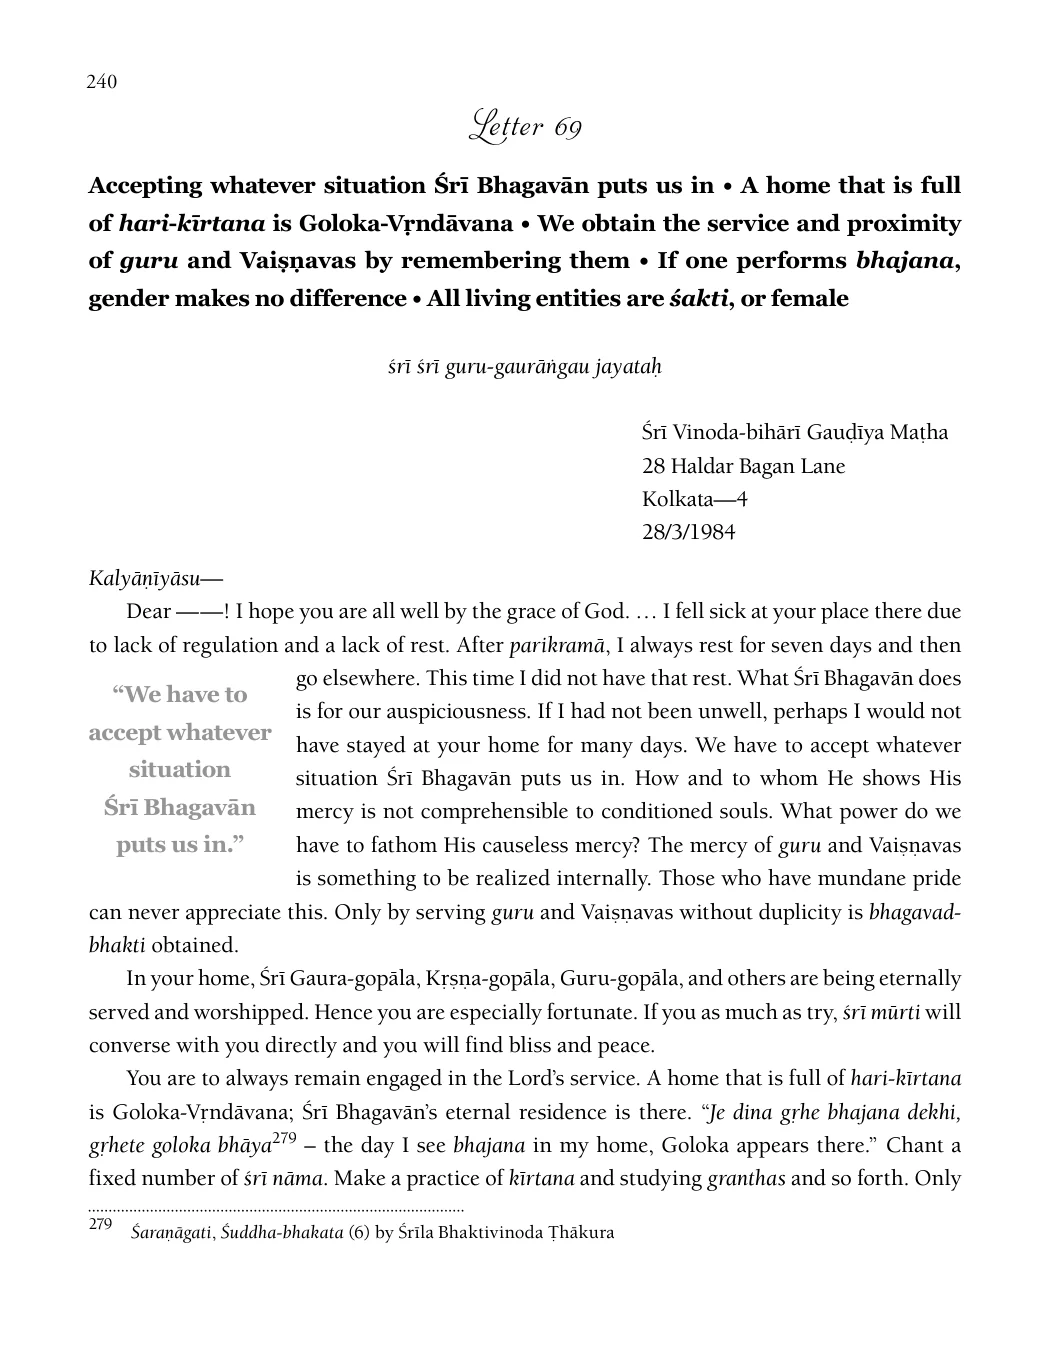 240
Letter 69
Accepting whatever situation Śrī Bhagavān puts us in • A home that is full
of hari-kīrtana is Goloka-Vṛndāvana • We obtain the service and proximity
of guru and Vaiṣṇavas by remembering them • If one performs bhajana,
gender makes no difference • All living entities are śakti, or female
śrī śrī guru-gaurāṅgau jayataḥ
Śrī Vinoda-bihārī Gauḍīya Maṭha
28 Haldar Bagan Lane
Kolkata—4
28/3/1984
Kalyāṇīyāsu—
Dear ——! I hope you are all well by the grace of God. … I fell sick at your place there due
to lack of regulation and a lack of rest. After parikramā, I always rest for seven days and then
go elsewhere. This time I did not have that rest. What Śrī Bhagavān does
is for our auspiciousness. If I had not been unwell, perhaps I would not
have stayed at your home for many days. We have to accept whatever
situation Śrī Bhagavān puts us in. How and to whom He shows His
mercy is not comprehensible to conditioned souls. What power do we
have to fathom His causeless mercy? The mercy of guru and Vaiṣṇavas
is something to be realized internally. Those who have mundane pride
“We have to
accept whatever
situation
Śrī Bhagavān
puts us in.”
can never appreciate this. Only by serving guru and Vaiṣṇavas without duplicity is bhagavad-
bhakti obtained.
In your home, Śrī Gaura-gopāla, Kṛṣṇa-gopāla, Guru-gopāla, and others are being eternally
served and worshipped. Hence you are especially fortunate. If you as much as try, śrī mūrti will
converse with you directly and you will find bliss and peace.
You are to always remain engaged in the Lord’s service. A home that is full of hari-kīrtana
is Goloka-Vṛndāvana; Śrī Bhagavān’s eternal residence is there. “Je dina gṛhe bhajana dekhi,
gṛhete goloka bhāya279 – the day I see bhajana in my home, Goloka appears there.” Chant a
fixed number of śrī nāma. Make a practice of kīrtana and studying granthas and so forth. Only
279 Śaraṇāgati, Śuddha-bhakata (6) by Śrīla Bhaktivinoda Ṭhākura